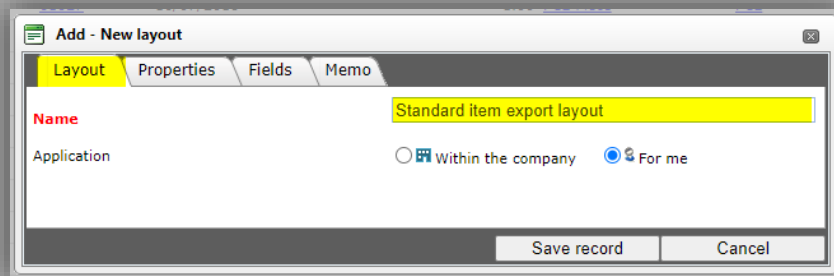 Add - New layout
Layout Properties Fields Memo
Name Standard item export layout
Application Within the company For me
Save record Cancel